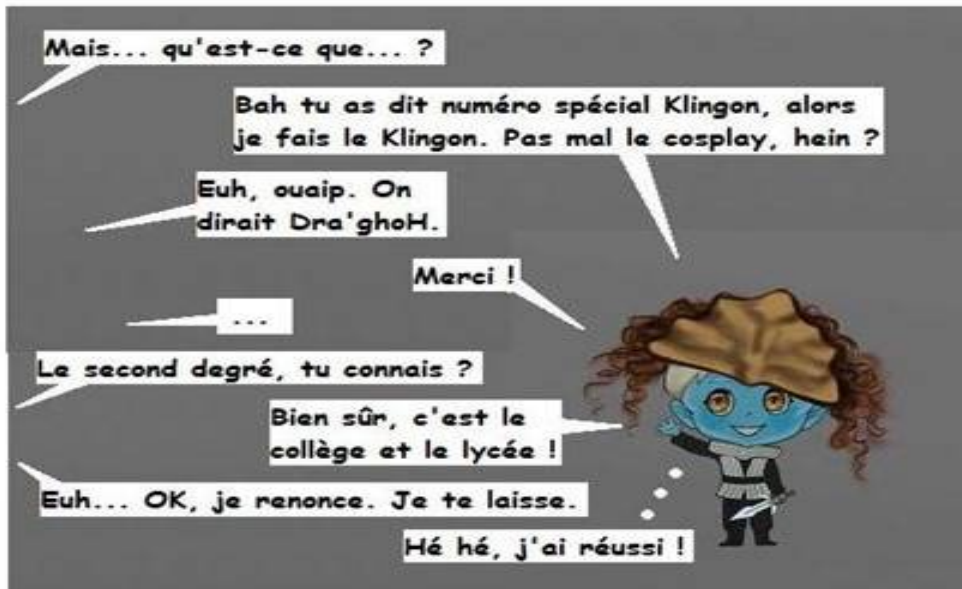 Mais... qu'est-ce que... ?
Bah tu as dit numéro spécial Klingon, alors
je fais le Klingon. Pas mal le cosplay, hein ?
Euh, ouaip. On
dirait Dra'ghoH.
Merci !
...
Le second degré, tu connais ?
Bien sûr, c'est le
collège et le lycée !
Euh... OK, je renonce. Je te laisse.
Hé hé, j'ai réussi !